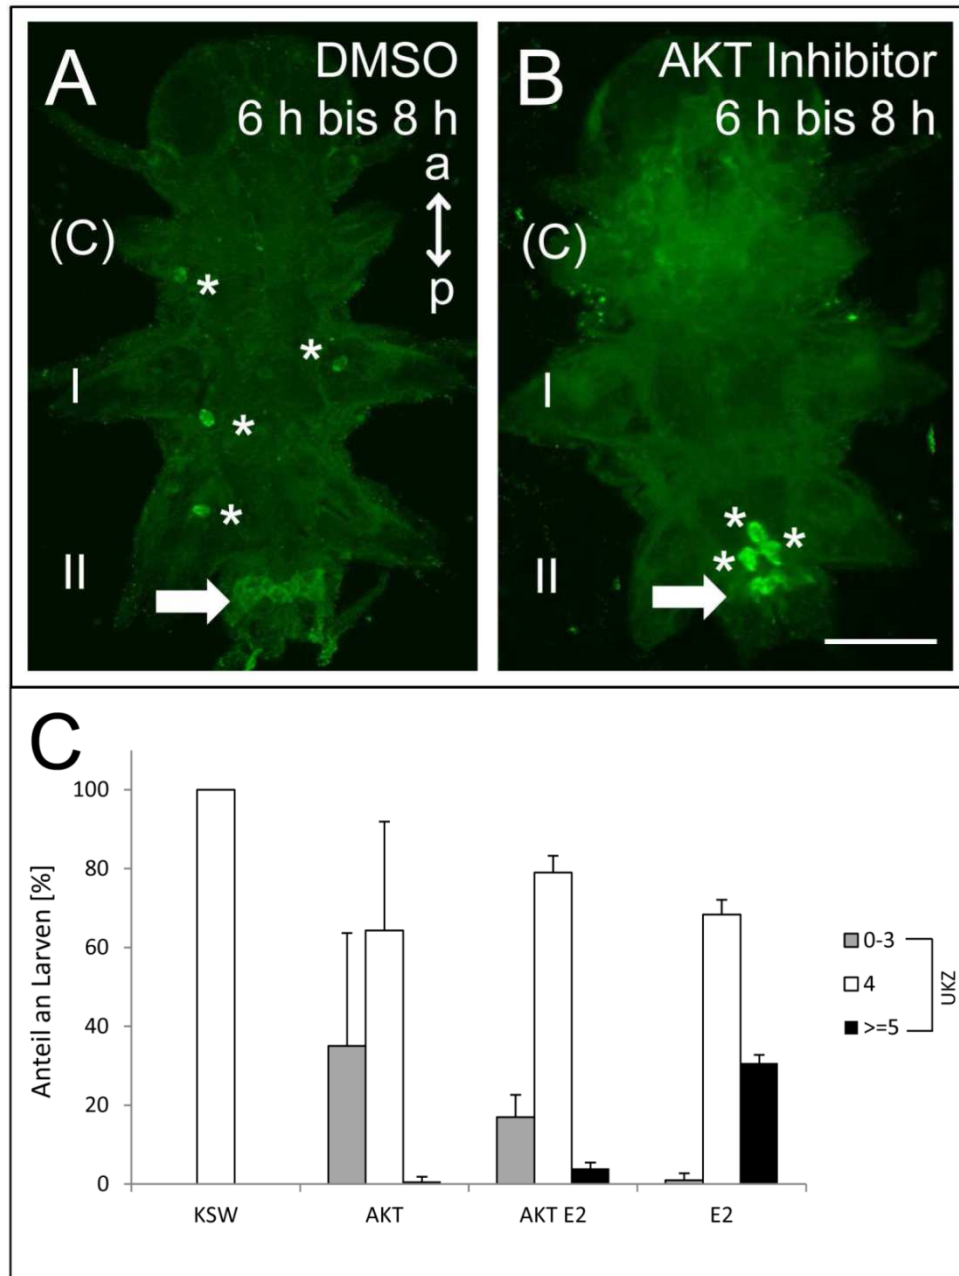 A
DMSO
6 h bis 8 h
a
p
(C)
*
*
I
*
*
II
B
AKT Inhibitor
6 h bis 8 h
(C)
I
*
*
*
II
C
Anteil an Larven [%]
100
80
60
40
20
0
KSW
AKT
AKT E2
E2
0-3
4
>=5
UKZ